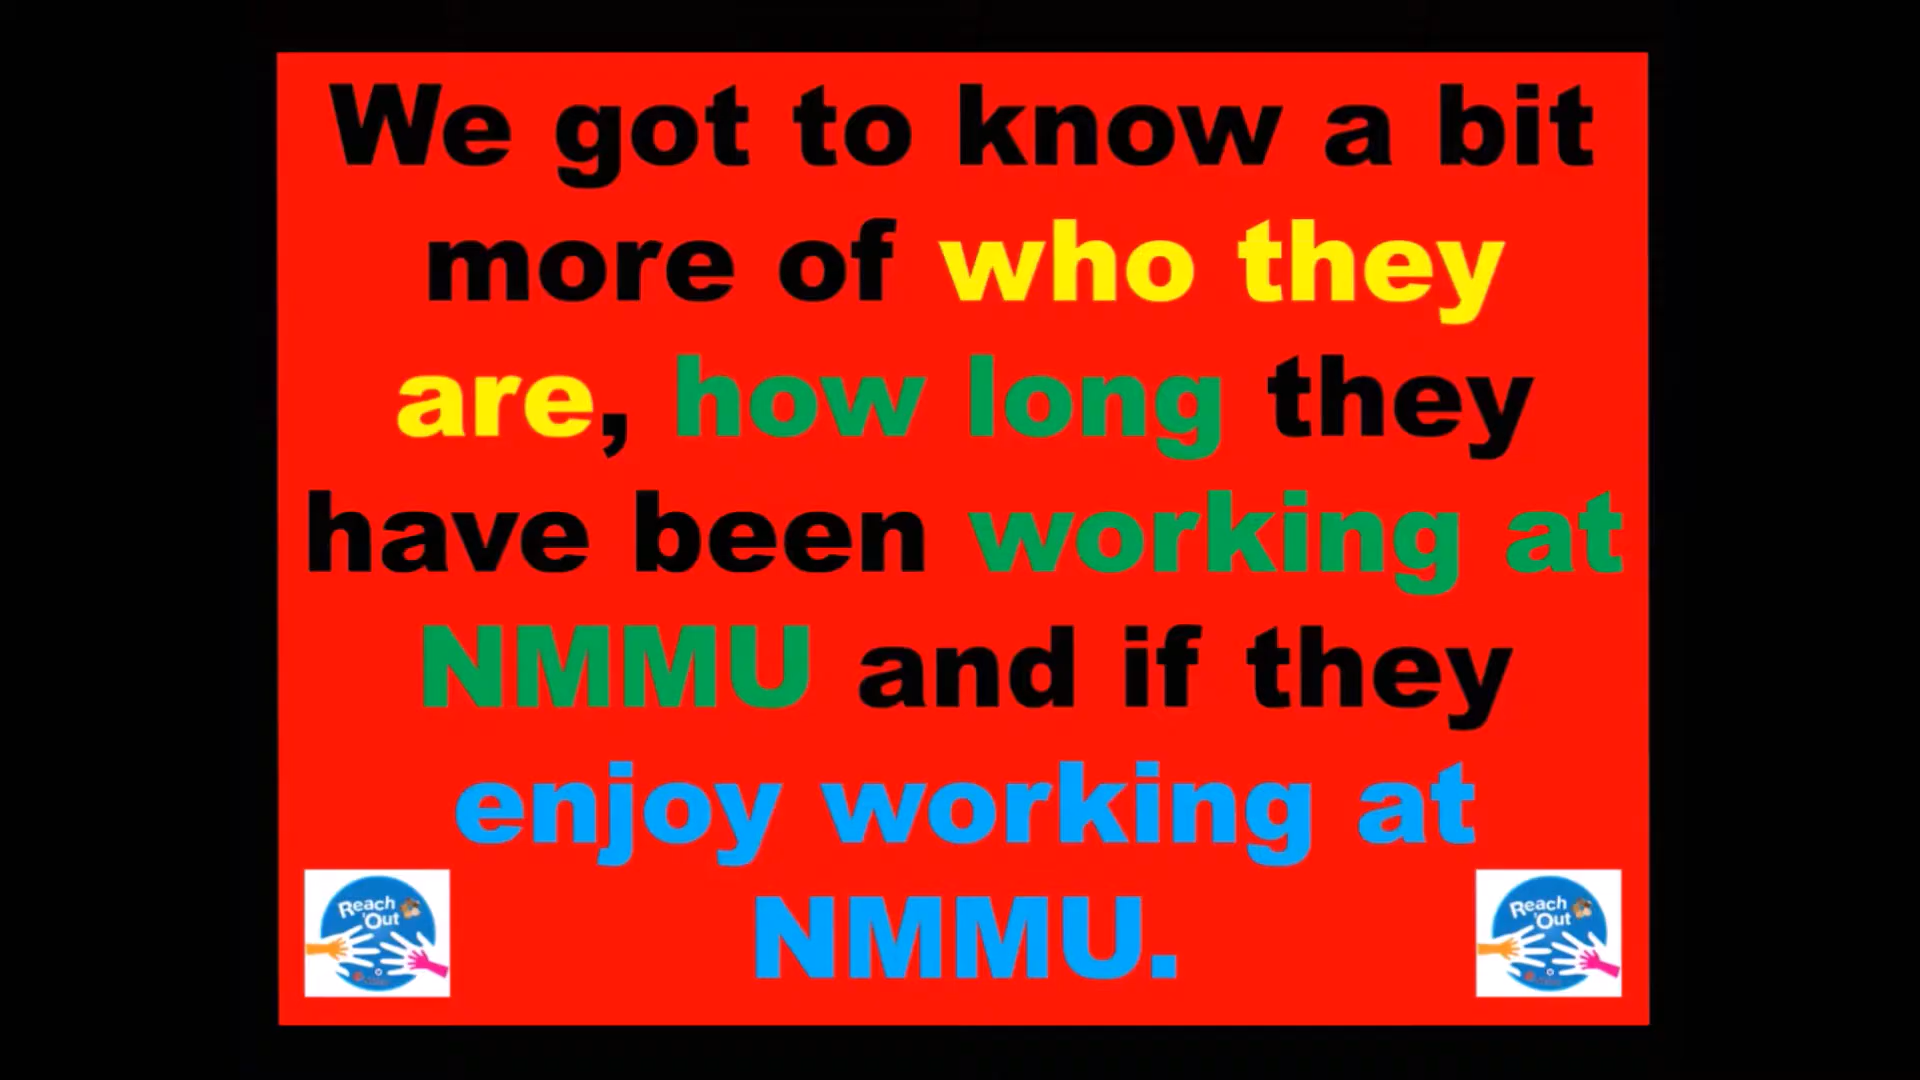 We got to know a bit
more of who they
are, how long they
have been working at
NMMU and if they
enjoy working at
NMMU.
Reach
'Out
Reach
'Out